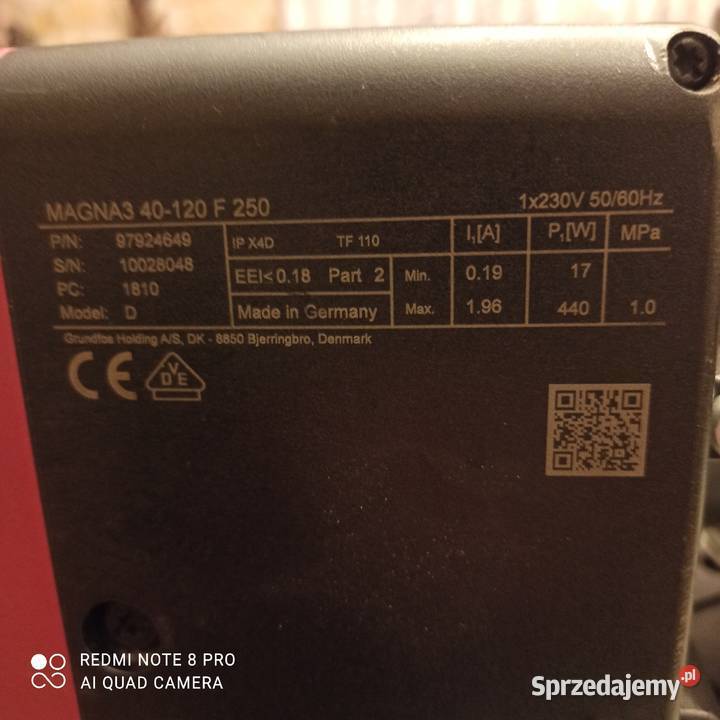 MAGNA3 40-120 F 250
1x230V 50/60Hz
P/N: 97924649
S/N: 10028048
PC: 1810
Model: D
IP X4D TF 110
EEI<0.18 Part 2
Made in Germany
I₁[A] P₁[W] MPa
Min. 0.19 17
Max. 1.96 440 1.0
Grundfos Holding A/S, DK - 8850 Bjerringbro, Denmark
CE
DVE
REDMI NOTE 8 PRO
AI QUAD CAMERA
Sprzedajemy.pl